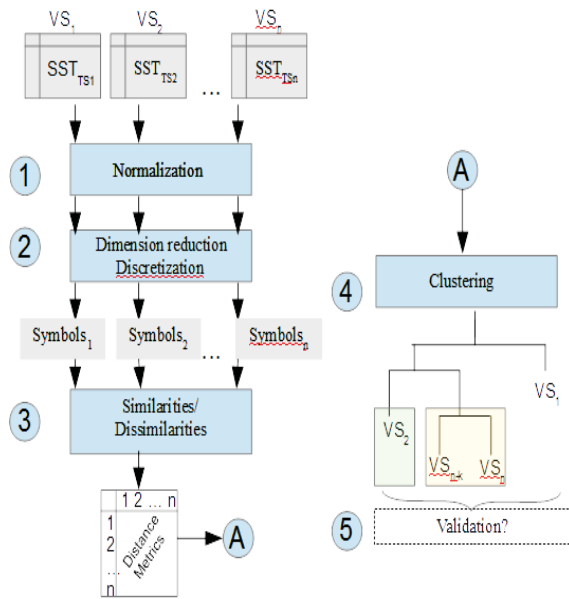 VS1 VS2 VSn
SSTTS1 SSTTS2 ... SSTTSn
1 Normalization
2 Dimension reduction
Discretization
Symbols1 Symbols2 ... Symbolsn
3 Similarities/
Dissimilarities
1 2 ... n
1
2
...
n
Distance
Metrics
A
A
4 Clustering
VS1
VS2
VSn-k VSn
5 Validation?